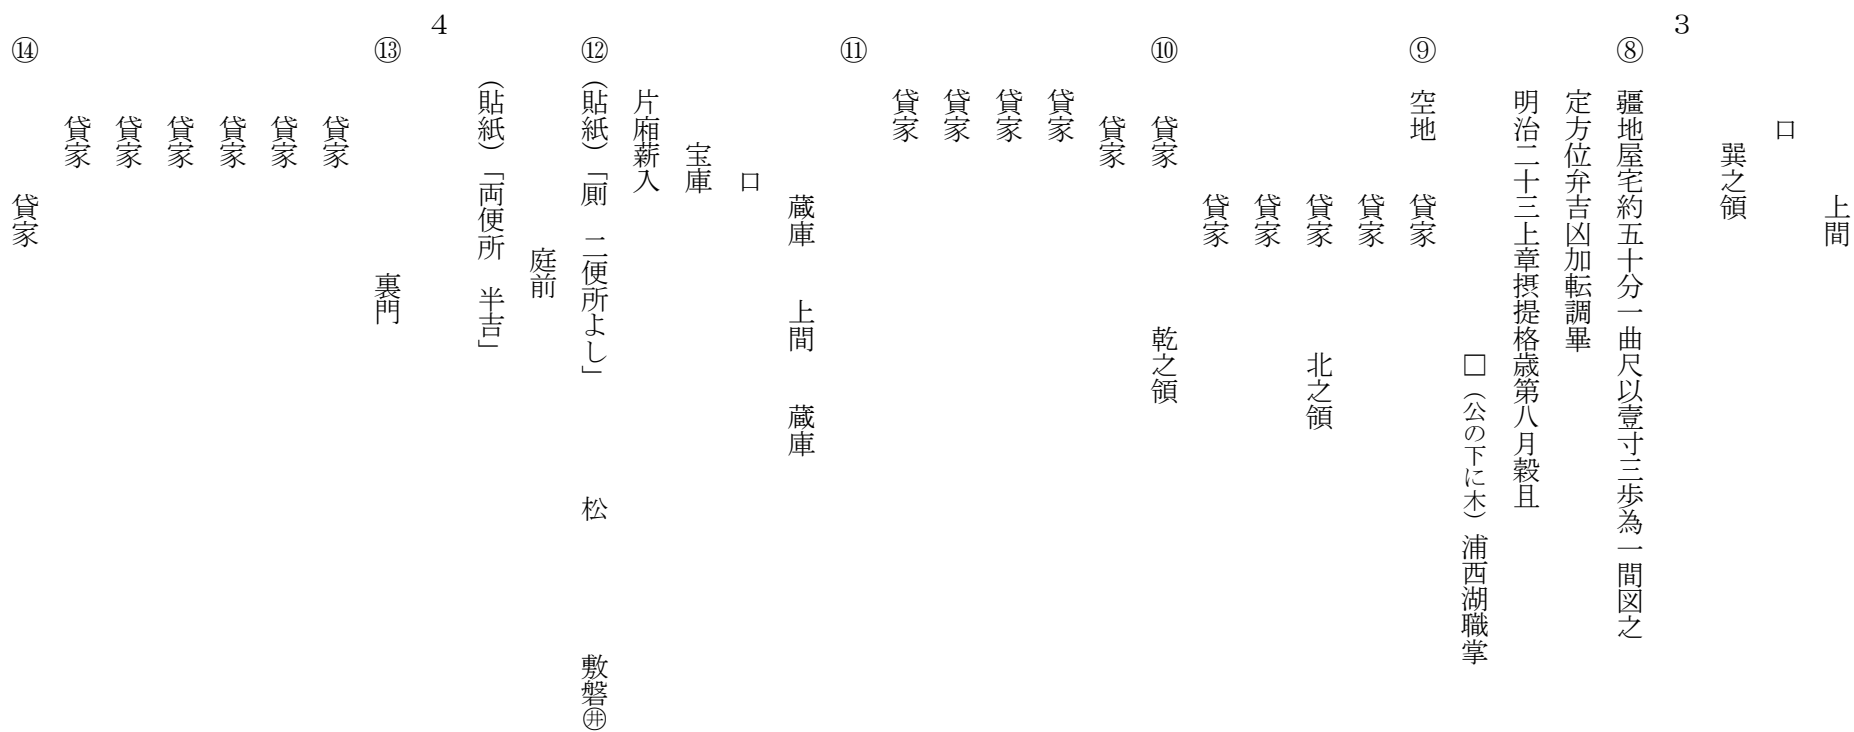 上間
口
巽之領
３
⑧ 疆地屋宅約五十分一曲尺以壹寸三歩為一間図之
定方位弁吉凶加転調畢
明治二十三上章摂提格歳第八月穀且
□（公の下に木）浦西湖職掌
⑨ 空地　貸家
貸家
貸家　北之領
貸家
貸家
⑩ 貸家　乾之領
貸家
貸家
貸家
貸家
貸家
⑪
蔵庫　上間　蔵庫
口
宝庫
片廂薪入
⑫（貼紙）「厠　二便所よし」　松　敷磐㊥
庭前
（貼紙）「両便所　半吉」
４
⑬ 裏門
貸家
貸家
貸家
貸家
貸家
貸家
⑭ 貸家